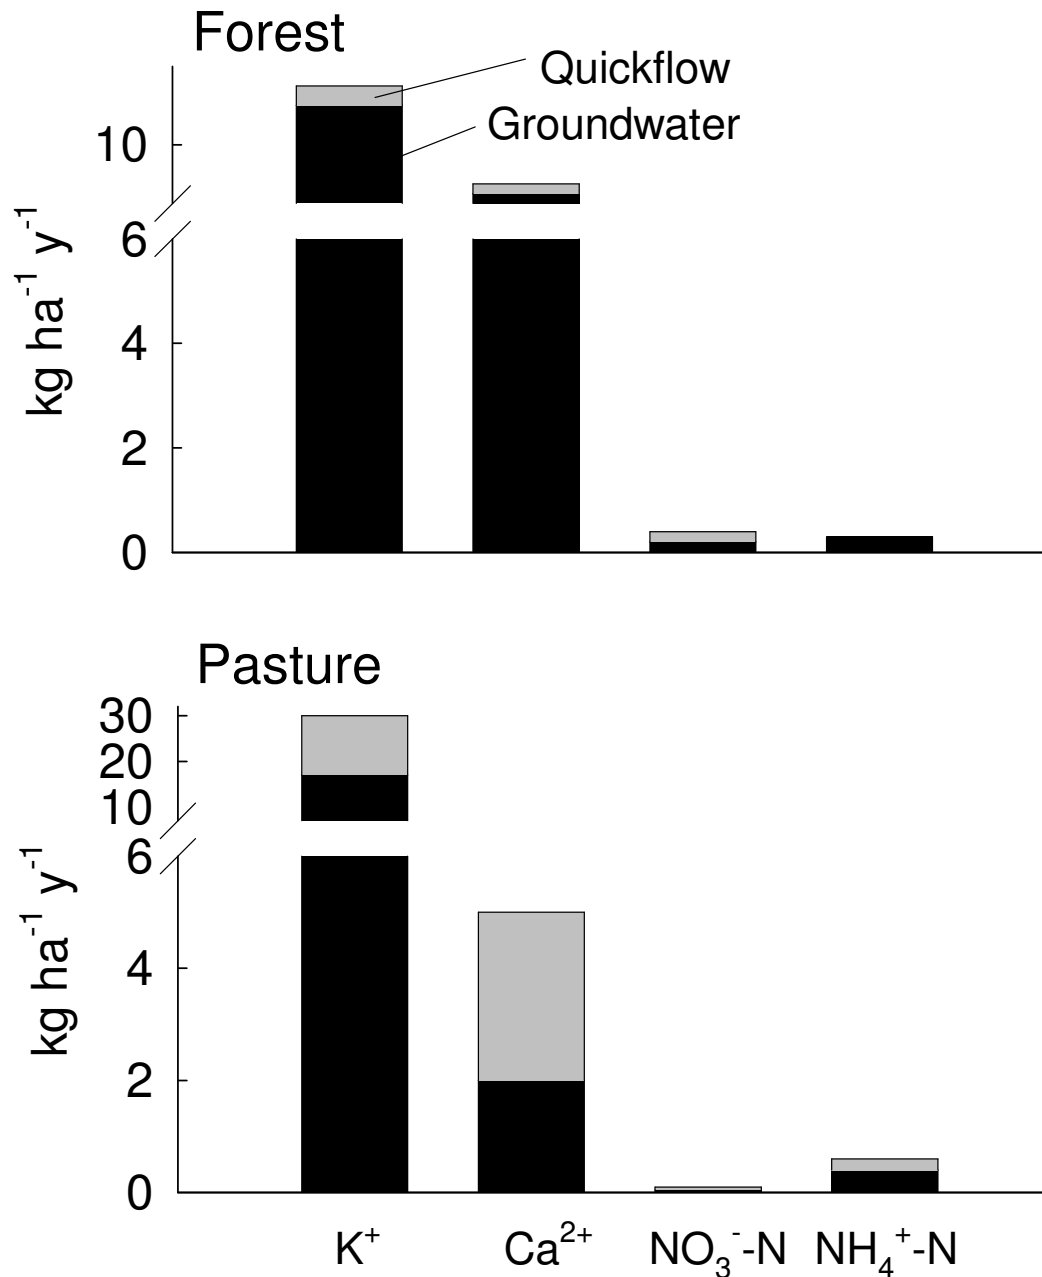 Forest
Quickflow
Groundwater
10
6
4
2
0
kg ha⁻¹ y⁻¹
Pasture
30
20
10
6
4
2
0
kg ha⁻¹ y⁻¹
K⁺ Ca²⁺ NO₃⁻-N NH₄⁺-N